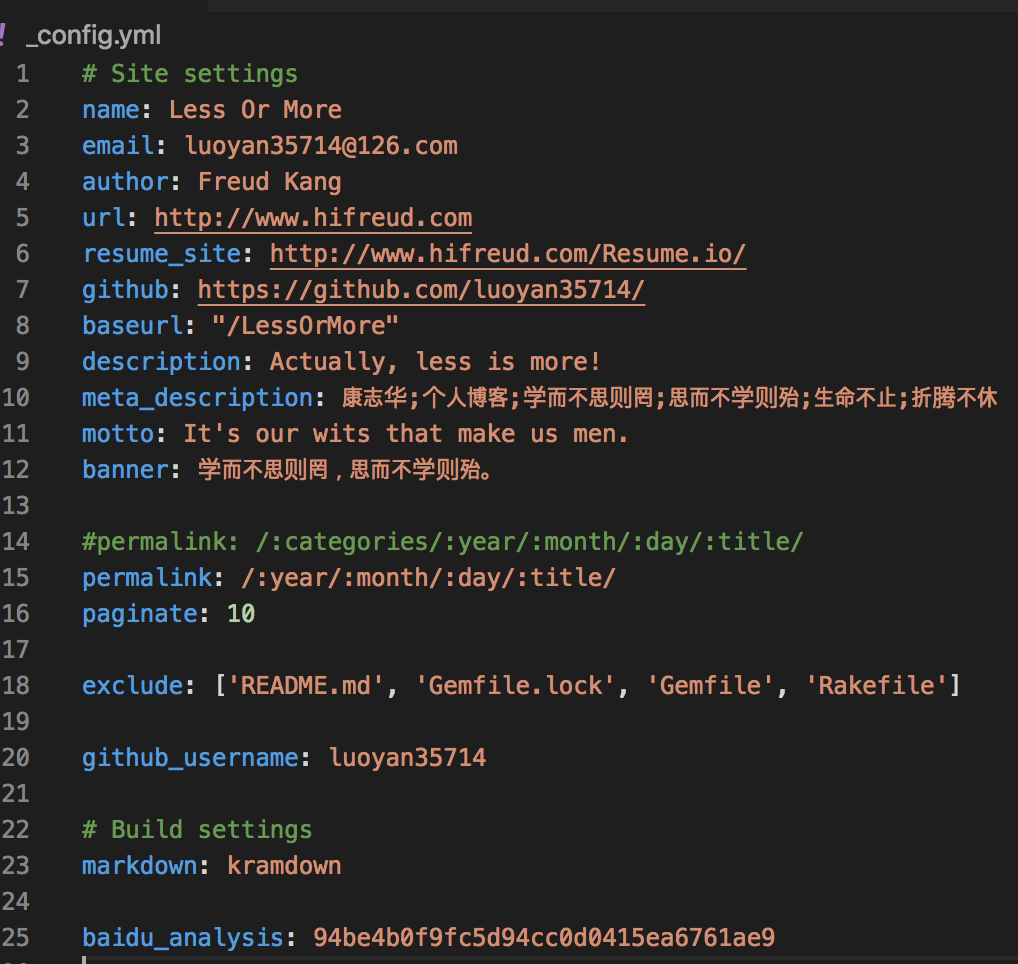 ! _config.yml
1 # Site settings
2 name: Less Or More
3 email: luoyan35714@126.com
4 author: Freud Kang
5 url: http://www.hifreud.com
6 resume_site: http://www.hifreud.com/Resume.io/
7 github: https://github.com/luoyan35714/
8 baseurl: "/LessOrMore"
9 description: Actually, less is more!
10 meta_description: 康志华;个人博客;学而不思则罔;思而不学则殆;生命不止;折腾不休
11 motto: It's our wits that make us men.
12 banner: 学而不思则罔，思而不学则殆。
13
14 #permalink: /:categories/:year/:month/:day/:title/
15 permalink: /:year/:month/:day/:title/
16 paginate: 10
17
18 exclude: ['README.md', 'Gemfile.lock', 'Gemfile', 'Rakefile']
19
20 github_username: luoyan35714
21
22 # Build settings
23 markdown: kramdown
24
25 baidu_analysis: 94be4b0f9fc5d94cc0d0415ea6761ae9